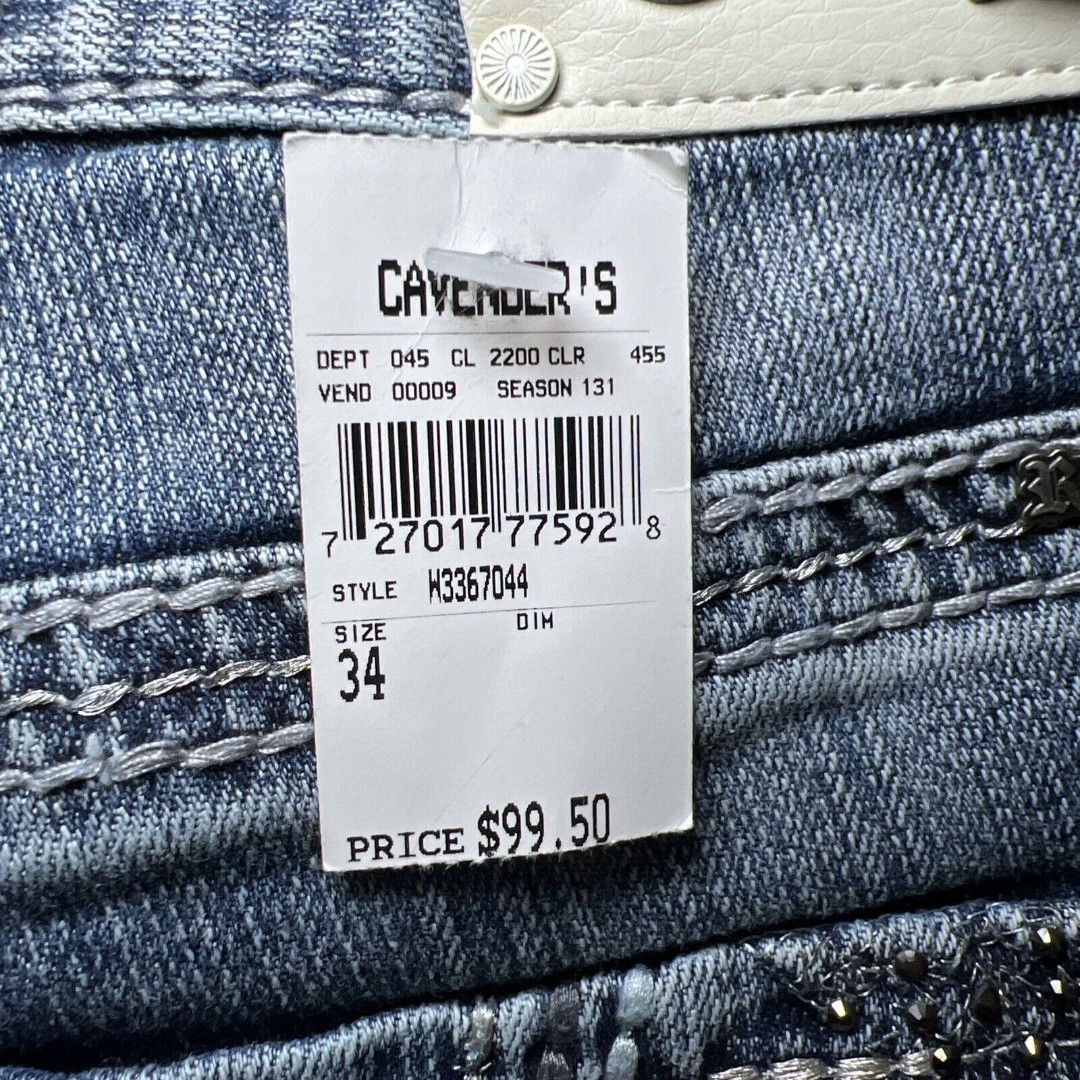 CAVENDER'S
DEPT 045 CL 2200 CLR 455
VEND 00009 SEASON 131
7 27017 77592 8
STYLE W3367044
SIZE DIM
34
PRICE $99.50
R